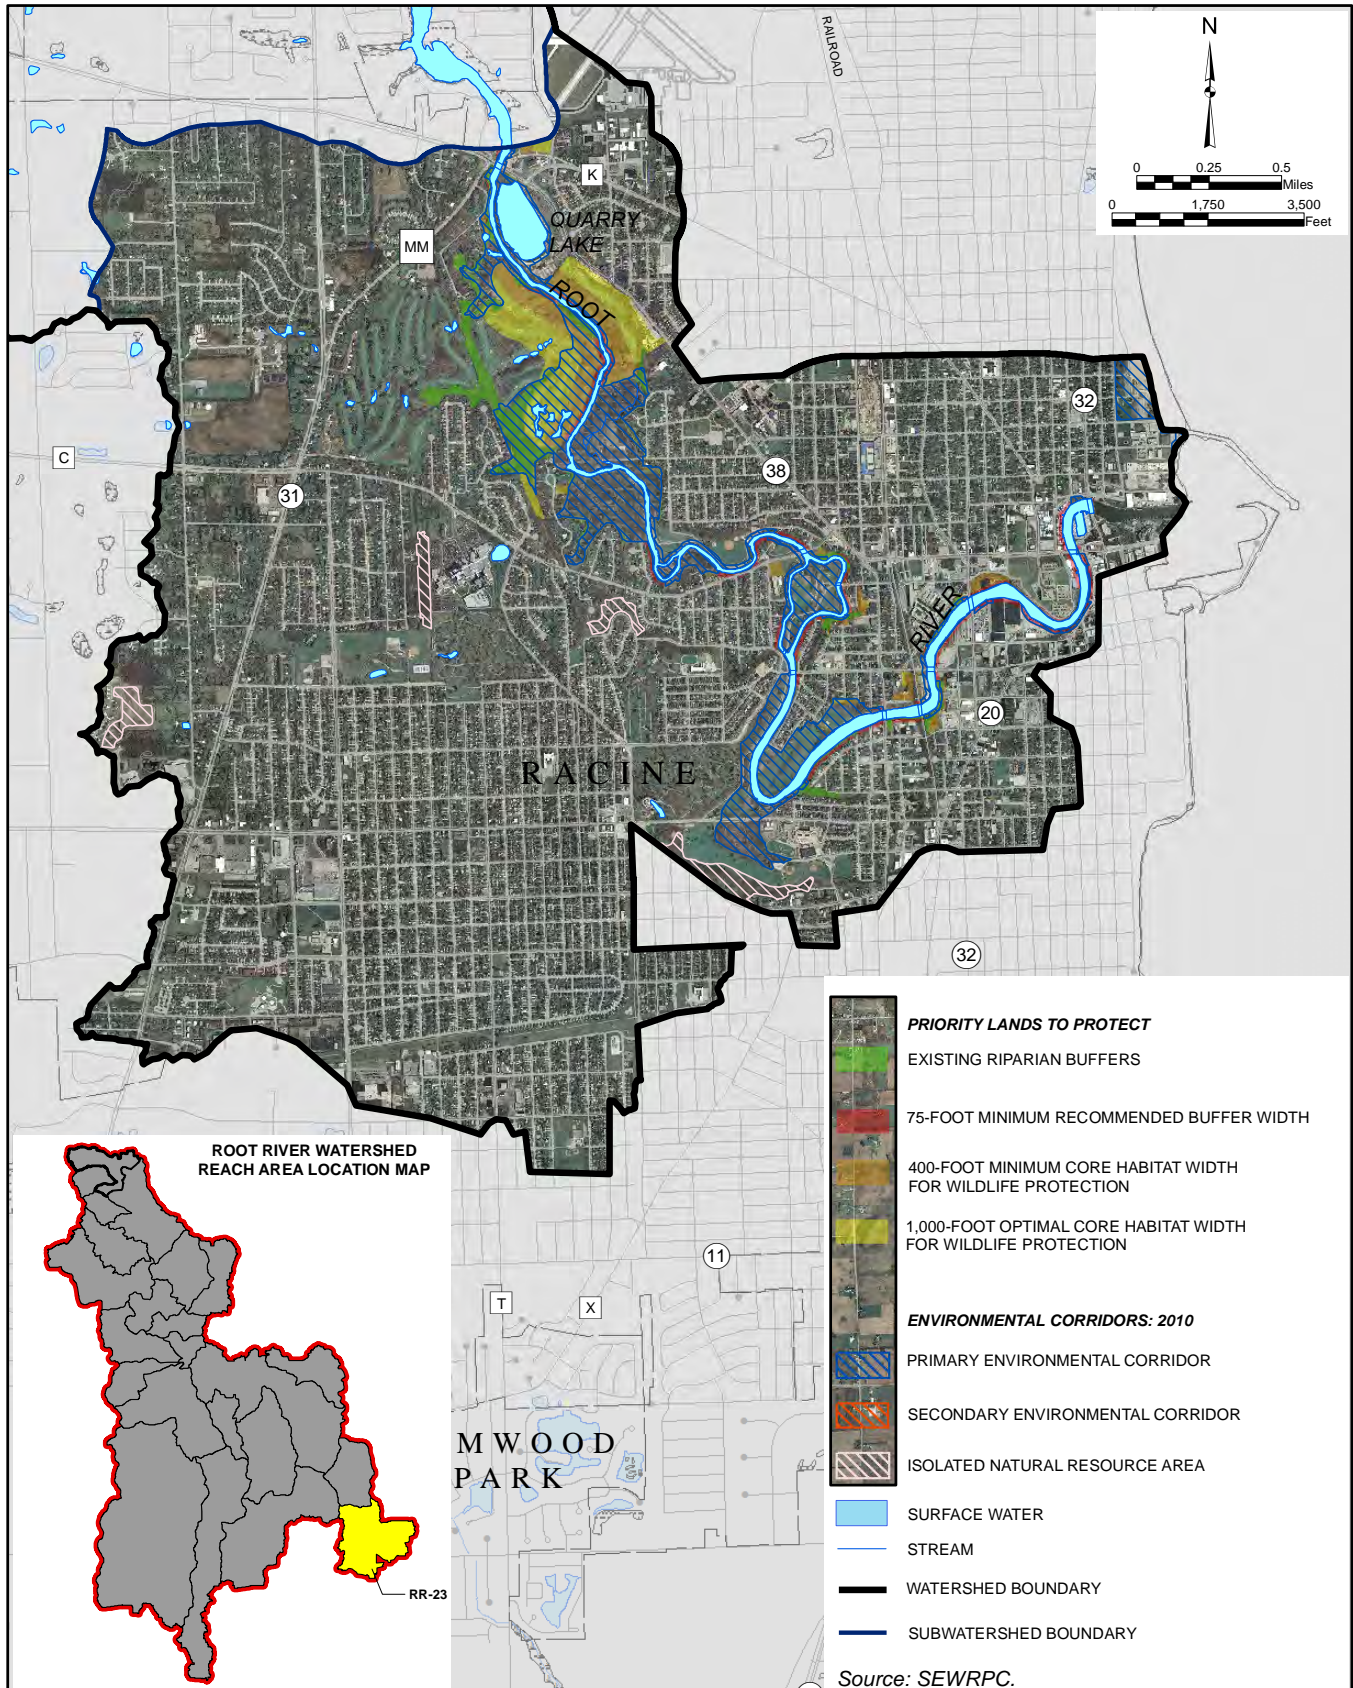 RAILROAD
N
0 0.25 0.5
Miles
0 1,750 3,500
Feet
K
QUARRY
LAKE
MM
ROOT
32
C
38
31
RIVER
20
RACINE
32
PRIORITY LANDS TO PROTECT
EXISTING RIPARIAN BUFFERS
75-FOOT MINIMUM RECOMMENDED BUFFER WIDTH
400-FOOT MINIMUM CORE HABITAT WIDTH
FOR WILDLIFE PROTECTION
1,000-FOOT OPTIMAL CORE HABITAT WIDTH
FOR WILDLIFE PROTECTION
ENVIRONMENTAL CORRIDORS: 2010
PRIMARY ENVIRONMENTAL CORRIDOR
SECONDARY ENVIRONMENTAL CORRIDOR
ISOLATED NATURAL RESOURCE AREA
SURFACE WATER
STREAM
WATERSHED BOUNDARY
SUBWATERSHED BOUNDARY
Source: SEWRPC.
ROOT RIVER WATERSHED
REACH AREA LOCATION MAP
RR-23
11
T
X
MWOOD
PARK